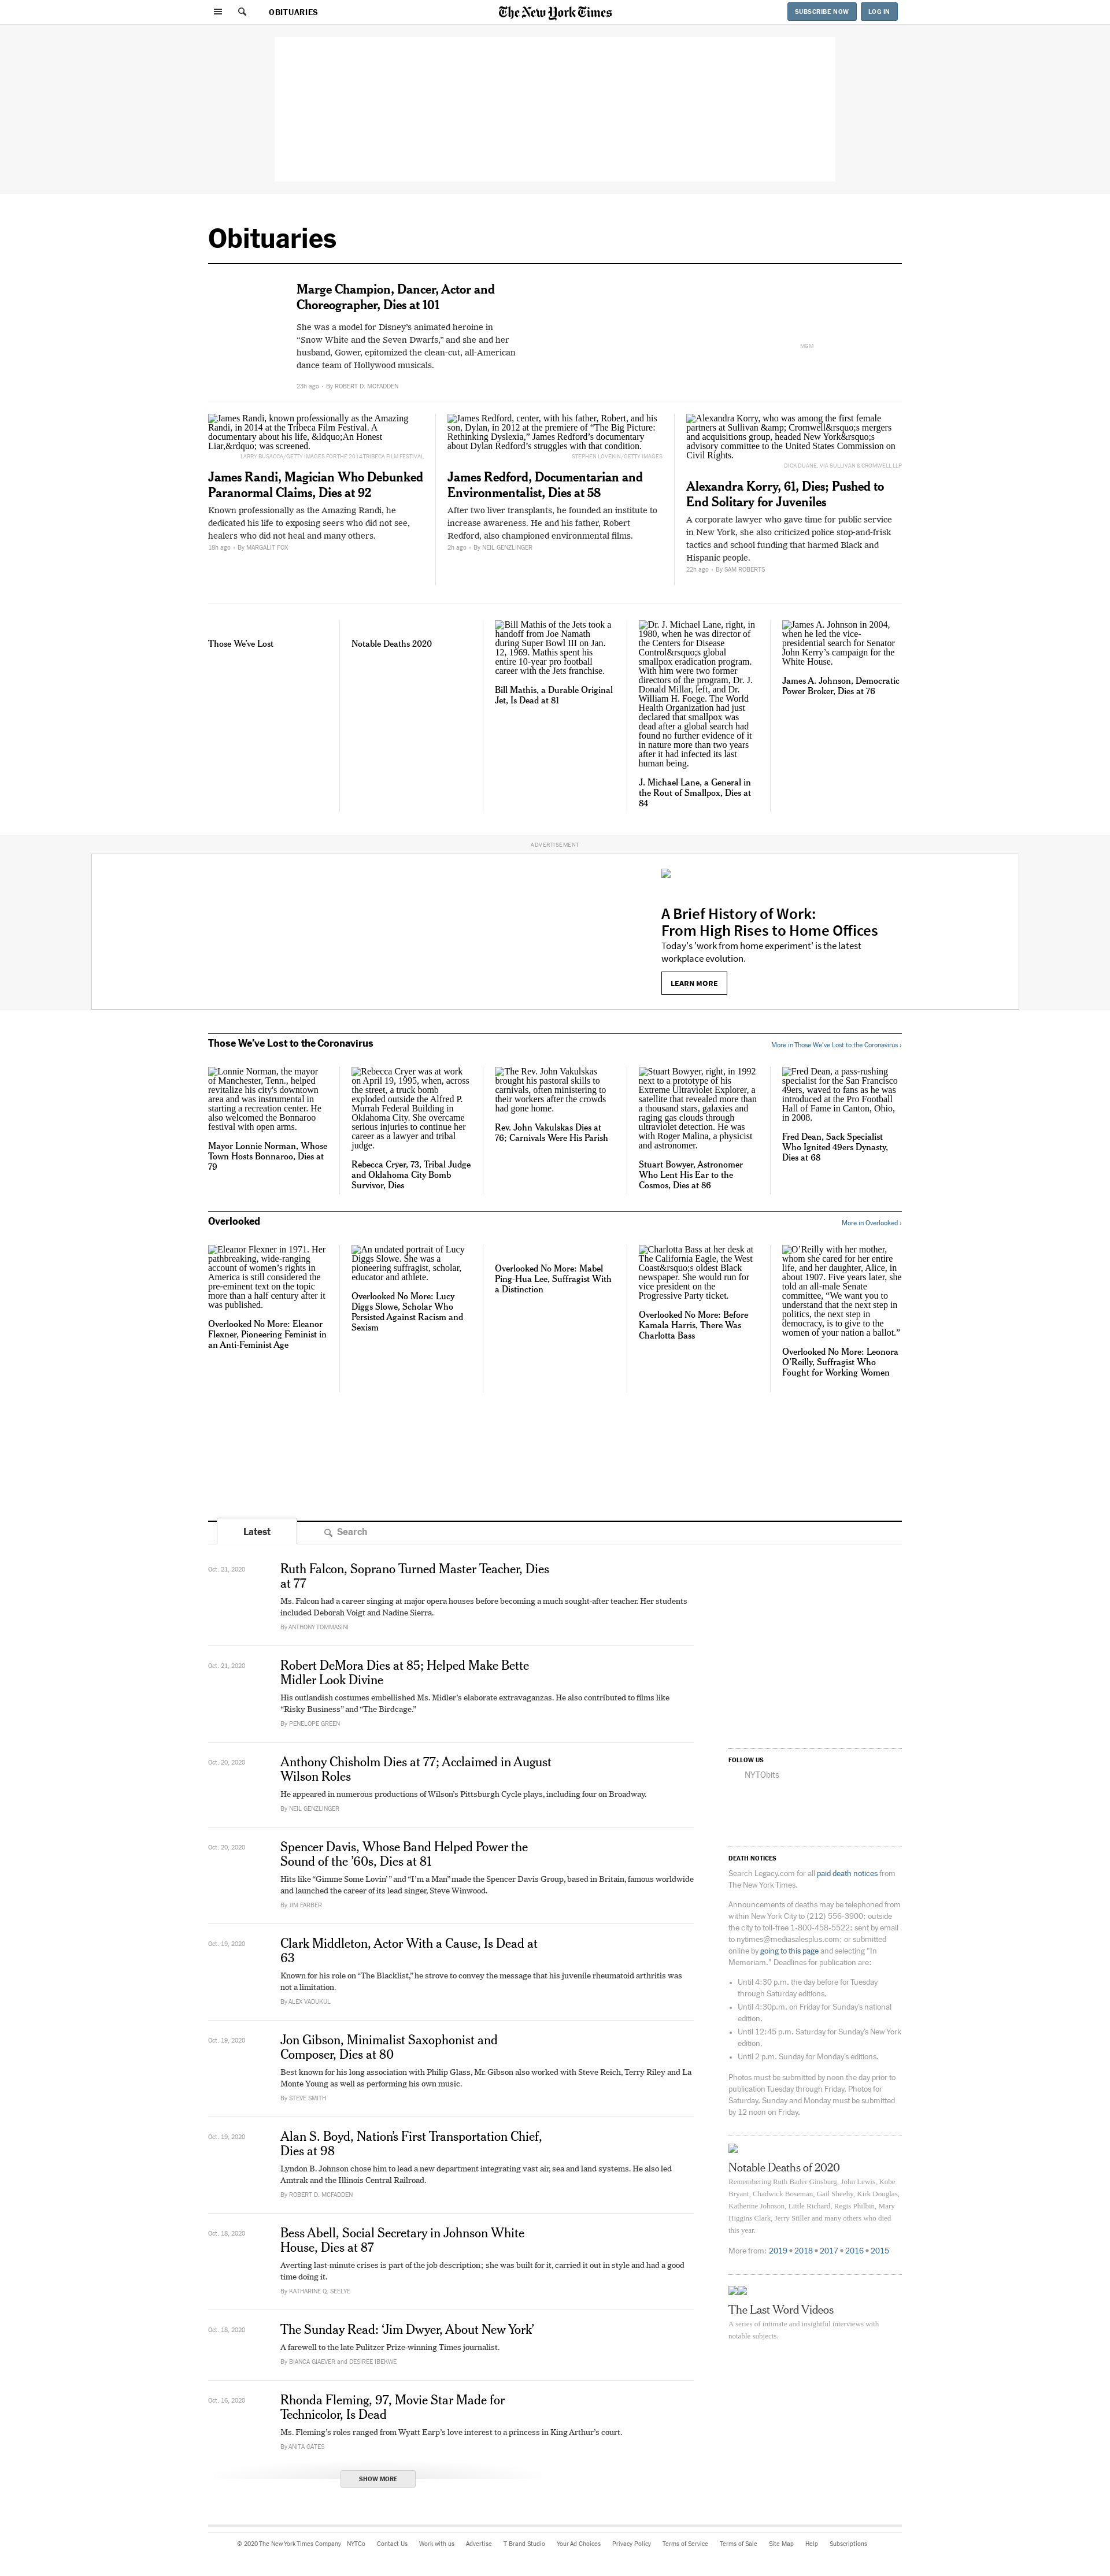 OBITUARIES
The New York Times
SUBSCRIBE NOW
LOG IN
Obituaries
Marge Champion, Dancer, Actor and
Choreographer, Dies at 101
She was a model for Disney's animated heroine in
“Snow White and the Seven Dwarfs,” and she and her
husband, Gower, epitomized the clean-cut, all-American
dance team of Hollywood musicals.
23h ago · By ROBERT D. MCFADDEN
MGM
James Randi, known professionally as the Amazing
Randi, in 2014 at the Tribeca Film Festival. A
documentary about his life, &ldquo;An Honest
Liar,&rdquo; was screened.
LARRY BUSACCA/GETTY IMAGES FOR THE 2014 TRIBECA FILM FESTIVAL
James Randi, Magician Who Debunked
Paranormal Claims, Dies at 92
Known professionally as the Amazing Randi, he
dedicated his life to exposing seers who did not see,
healers who did not heal and many others.
18h ago · By MARGALIT FOX
James Redford, center, with his father, Robert, and his
son, Dylan, in 2012 at the premiere of “The Big Picture:
Rethinking Dyslexia,” James Redford’s documentary
about Dylan Redford’s struggles with that condition.
STEPHEN LOVEKIN/GETTY IMAGES
James Redford, Documentarian and
Environmentalist, Dies at 58
After two liver transplants, he founded an institute to
increase awareness. He and his father, Robert
Redford, also championed environmental films.
2h ago · By NEIL GENZLINGER
Alexandra Korry, who was among the first female
partners at Sullivan &amp; Cromwell&rsquo;s mergers
and acquisitions group, headed New York&rsquo;s
advisory committee to the United States Commission on
Civil Rights.
DICK DUANE, VIA SULLIVAN & CROMWELL LLP
Alexandra Korry, 61, Dies; Pushed to
End Solitary for Juveniles
A corporate lawyer who gave time for public service
in New York, she also criticized police stop-and-frisk
tactics and school funding that harmed Black and
Hispanic people.
22h ago · By SAM ROBERTS
Those We’ve Lost
Notable Deaths 2020
Bill Mathis of the Jets took a
handoff from Joe Namath
during Super Bowl III on Jan.
12, 1969. Mathis spent his
entire 10-year pro football
career with the Jets franchise.
Bill Mathis, a Durable Original
Jet, Is Dead at 81
Dr. J. Michael Lane, right, in
1980, when he was director of
the Centers for Disease
Control&rsquo;s global
smallpox eradication program.
With him were two former
directors of the program, Dr. J.
Donald Millar, left, and Dr.
William H. Foege. The World
Health Organization had just
declared that smallpox was
dead after a global search had
found no further evidence of it
in nature more than two years
after it had infected its last
human being.
J. Michael Lane, a General in
the Rout of Smallpox, Dies at
84
James A. Johnson in 2004,
when he led the vice-
presidential search for Senator
John Kerry’s campaign for the
White House.
James A. Johnson, Democratic
Power Broker, Dies at 76
ADVERTISEMENT
A Brief History of Work:
From High Rises to Home Offices
Today's 'work from home experiment' is the latest
workplace evolution.
LEARN MORE
Those We’ve Lost to the Coronavirus
More in Those We’ve Lost to the Coronavirus ›
Lonnie Norman, the mayor
of Manchester, Tenn., helped
revitalize his city's downtown
area and was instrumental in
starting a recreation center. He
also welcomed the Bonnaroo
festival with open arms.
Mayor Lonnie Norman, Whose
Town Hosts Bonnaroo, Dies at
79
Rebecca Cryer was at work
on April 19, 1995, when, across
the street, a truck bomb
exploded outside the Alfred P.
Murrah Federal Building in
Oklahoma City. She overcame
serious injuries to continue her
career as a lawyer and tribal
judge.
Rebecca Cryer, 73, Tribal Judge
and Oklahoma City Bomb
Survivor, Dies
The Rev. John Vakulskas
brought his pastoral skills to
carnivals, often ministering to
their workers after the crowds
had gone home.
Rev. John Vakulskas Dies at
76; Carnivals Were His Parish
Stuart Bowyer, right, in 1992
next to a prototype of his
Extreme Ultraviolet Explorer, a
satellite that revealed more than
a thousand stars, galaxies and
raging gas clouds through
ultraviolet detection. He was
with Roger Malina, a physicist
and astronomer.
Stuart Bowyer, Astronomer
Who Lent His Ear to the
Cosmos, Dies at 86
Fred Dean, a pass-rushing
specialist for the San Francisco
49ers, waved to fans as he was
introduced at the Pro Football
Hall of Fame in Canton, Ohio,
in 2008.
Fred Dean, Sack Specialist
Who Ignited 49ers Dynasty,
Dies at 68
Overlooked
More in Overlooked ›
Eleanor Flexner in 1971. Her
pathbreaking, wide-ranging
account of women’s rights in
America is still considered the
pre-eminent text on the topic
more than a half century after it
was published.
Overlooked No More: Eleanor
Flexner, Pioneering Feminist in
an Anti-Feminist Age
An undated portrait of Lucy
Diggs Slowe. She was a
pioneering suffragist, scholar,
educator and athlete.
Overlooked No More: Lucy
Diggs Slowe, Scholar Who
Persisted Against Racism and
Sexism
Overlooked No More: Mabel
Ping-Hua Lee, Suffragist With
a Distinction
Charlotta Bass at her desk at
The California Eagle, the West
Coast&rsquo;s oldest Black
newspaper. She would run for
vice president on the
Progressive Party ticket.
Overlooked No More: Before
Kamala Harris, There Was
Charlotta Bass
O’Reilly with her mother,
whom she cared for her entire
life, and her daughter, Alice, in
about 1907. Five years later, she
told an all-male Senate
committee, “We want you to
understand that the next step in
politics, the next step in
democracy, is to give to the
women of your nation a ballot.”
Overlooked No More: Leonora
O’Reilly, Suffragist Who
Fought for Working Women
Latest
Search
Oct. 21, 2020
Ruth Falcon, Soprano Turned Master Teacher, Dies
at 77
Ms. Falcon had a career singing at major opera houses before becoming a much sought-after teacher. Her students
included Deborah Voigt and Nadine Sierra.
By ANTHONY TOMMASINI
Oct. 21, 2020
Robert DeMora Dies at 85; Helped Make Bette
Midler Look Divine
His outlandish costumes embellished Ms. Midler’s elaborate extravaganzas. He also contributed to films like
“Risky Business” and “The Birdcage.”
By PENELOPE GREEN
Oct. 20, 2020
Anthony Chisholm Dies at 77; Acclaimed in August
Wilson Roles
He appeared in numerous productions of Wilson’s Pittsburgh Cycle plays, including four on Broadway.
By NEIL GENZLINGER
Oct. 20, 2020
Spencer Davis, Whose Band Helped Power the
Sound of the ’60s, Dies at 81
Hits like “Gimme Some Lovin’ ” and “I’m a Man” made the Spencer Davis Group, based in Britain, famous worldwide
and launched the career of its lead singer, Steve Winwood.
By JIM FARBER
Oct. 19, 2020
Clark Middleton, Actor With a Cause, Is Dead at
63
Known for his role on “The Blacklist,” he strove to convey the message that his juvenile rheumatoid arthritis was
not a limitation.
By ALEX VADUKUL
Oct. 19, 2020
Jon Gibson, Minimalist Saxophonist and
Composer, Dies at 80
Best known for his long association with Philip Glass, Mr. Gibson also worked with Steve Reich, Terry Riley and La
Monte Young as well as performing his own music.
By STEVE SMITH
Oct. 19, 2020
Alan S. Boyd, Nation’s First Transportation Chief,
Dies at 98
Lyndon B. Johnson chose him to lead a new department integrating vast air, sea and land systems. He also led
Amtrak and the Illinois Central Railroad.
By ROBERT D. MCFADDEN
Oct. 18, 2020
Bess Abell, Social Secretary in Johnson White
House, Dies at 87
Averting last-minute crises is part of the job description; she was built for it, carried it out in style and had a good
time doing it.
By KATHARINE Q. SEELYE
Oct. 18, 2020
The Sunday Read: ‘Jim Dwyer, About New York’
A farewell to the late Pulitzer Prize-winning Times journalist.
By BIANCA GIAEVER and DESIREE IBEKWE
Oct. 16, 2020
Rhonda Fleming, 97, Movie Star Made for
Technicolor, Is Dead
Ms. Fleming’s roles ranged from Wyatt Earp’s love interest to a princess in King Arthur’s court.
By ANITA GATES
SHOW MORE
FOLLOW US
NYTObits
DEATH NOTICES
Search Legacy.com for all paid death notices from
The New York Times.
Announcements of deaths may be telephoned from
within New York City to (212) 556-3900; outside
the city to toll-free 1-800-458-5522; sent by email
to nytimes@mediasalesplus.com; or submitted
online by going to this page and selecting "In
Memoriam." Deadlines for publication are:
• Until 4:30 p.m. the day before for Tuesday
through Saturday editions.
• Until 4:30p.m. on Friday for Sunday’s national
edition.
• Until 12:45 p.m. Saturday for Sunday’s New York
edition.
• Until 2 p.m. Sunday for Monday’s editions.
Photos must be submitted by noon the day prior to
publication Tuesday through Friday. Photos for
Saturday, Sunday and Monday must be submitted
by 12 noon on Friday.
Notable Deaths of 2020
Remembering Ruth Bader Ginsburg, John Lewis, Kobe
Bryant, Chadwick Boseman, Gail Sheehy, Kirk Douglas,
Katherine Johnson, Little Richard, Regis Philbin, Mary
Higgins Clark, Jerry Stiller and many others who died
this year.
More from: 2019 • 2018 • 2017 • 2016 • 2015
The Last Word Videos
A series of intimate and insightful interviews with
notable subjects.
© 2020 The New York Times Company NYTCo Contact Us Work with us Advertise T Brand Studio Your Ad Choices Privacy Policy Terms of Service Terms of Sale Site Map Help Subscriptions